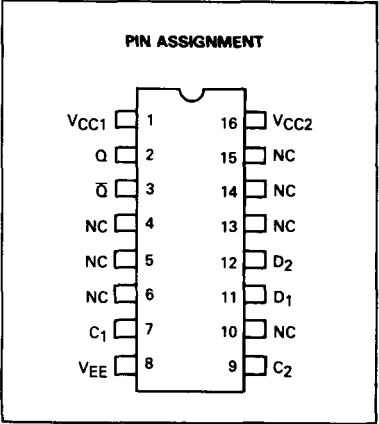 PIN ASSIGNMENT
VCC1 1 16 VCC2
Q 2 15 NC
Q̅ 3 14 NC
NC 4 13 NC
NC 5 12 D2
NC 6 11 D1
C1 7 10 NC
VEE 8 9 C2